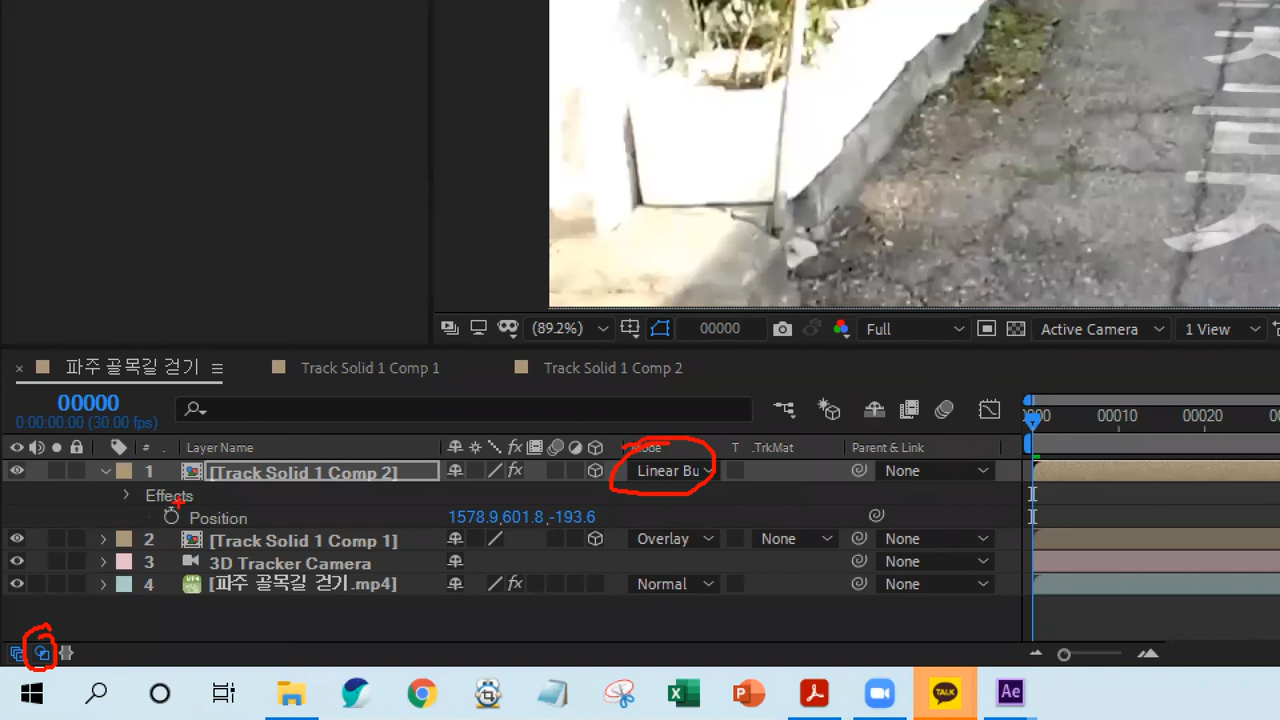 (89.2%) 00000 Full Active Camera 1 View
× 파주 골목길 걷기 Track Solid 1 Comp 1 Track Solid 1 Comp 2
00000
0:00:00:00 (30.00 fps)
00010 00020
# Layer Name Mode T .TrkMat Parent & Link
1 [Track Solid 1 Comp 2] fx Linear Bu None
Effects
Position 1578.9,601.8,-193.6
2 [Track Solid 1 Comp 1] Overlay None None
3 3D Tracker Camera None
4 [파주 골목길 걷기.mp4] fx Normal None
TALK Ae